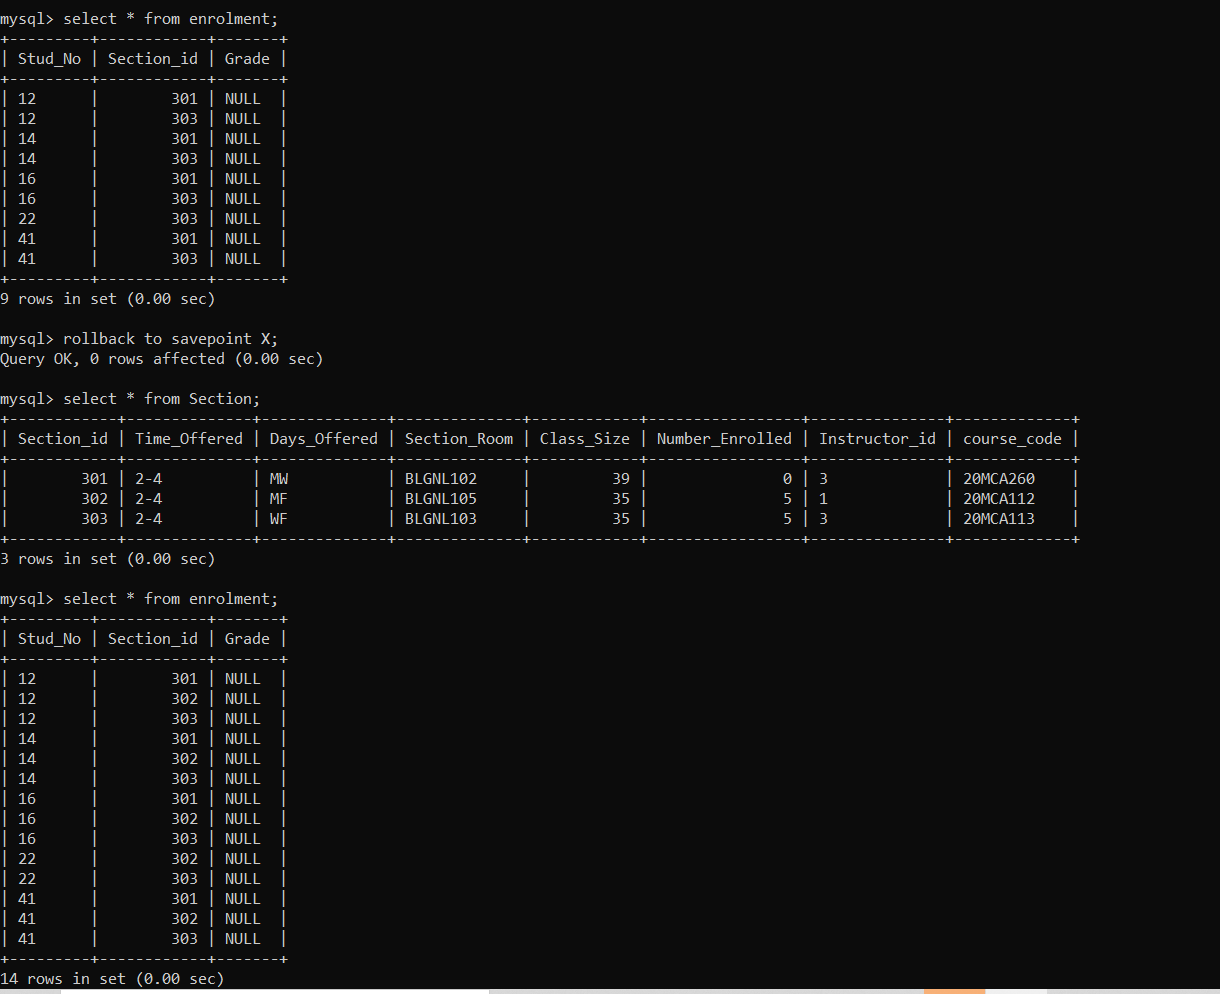 mysql> select * from enrolment;
+---------+------------+-------+
| Stud_No | Section_id | Grade |
+---------+------------+-------+
| 12      |        301 | NULL  |
| 12      |        303 | NULL  |
| 14      |        301 | NULL  |
| 14      |        303 | NULL  |
| 16      |        301 | NULL  |
| 16      |        303 | NULL  |
| 22      |        303 | NULL  |
| 41      |        301 | NULL  |
| 41      |        303 | NULL  |
+---------+------------+-------+
9 rows in set (0.00 sec)

mysql> rollback to savepoint X;
Query OK, 0 rows affected (0.00 sec)

mysql> select * from Section;
+------------+--------------+--------------+--------------+------------+-----------------+---------------+-------------+
| Section_id | Time_Offered | Days_Offered | Section_Room | Class_Size | Number_Enrolled | Instructor_id | course_code |
+------------+--------------+--------------+--------------+------------+-----------------+---------------+-------------+
|        301 | 2-4          | MW           | BLGNL102     |         39 |               0 | 3             | 20MCA260    |
|        302 | 2-4          | MF           | BLGNL105     |         35 |               5 | 1             | 20MCA112    |
|        303 | 2-4          | WF           | BLGNL103     |         35 |               5 | 3             | 20MCA113    |
+------------+--------------+--------------+--------------+------------+-----------------+---------------+-------------+
3 rows in set (0.00 sec)

mysql> select * from enrolment;
+---------+------------+-------+
| Stud_No | Section_id | Grade |
+---------+------------+-------+
| 12      |        301 | NULL  |
| 12      |        302 | NULL  |
| 12      |        303 | NULL  |
| 14      |        301 | NULL  |
| 14      |        302 | NULL  |
| 14      |        303 | NULL  |
| 16      |        301 | NULL  |
| 16      |        302 | NULL  |
| 16      |        303 | NULL  |
| 22      |        302 | NULL  |
| 22      |        303 | NULL  |
| 41      |        301 | NULL  |
| 41      |        302 | NULL  |
| 41      |        303 | NULL  |
+---------+------------+-------+
14 rows in set (0.00 sec)